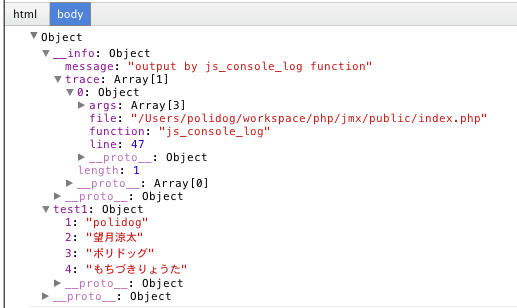 html body
Object
__info: Object
message: "output by js_console_log function"
trace: Array[1]
0: Object
args: Array[3]
file: "/Users/polidog/workspace/php/jmx/public/index.php"
function: "js_console_log"
line: 47
__proto__: Object
length: 1
__proto__: Array[0]
__proto__: Object
test1: Object
1: "polidog"
2: "望月涼太"
3: "ポリドッグ"
4: "もちづきりょうた"
__proto__: Object
__proto__: Object